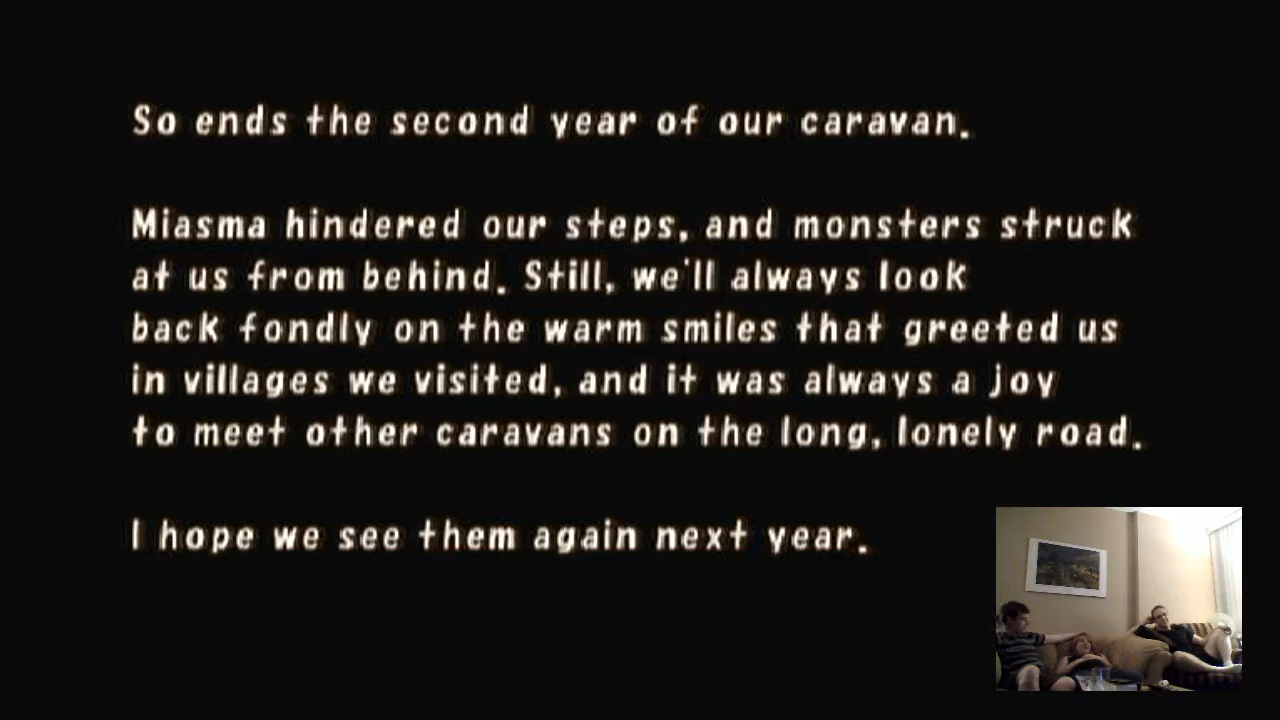 So ends the second year of our caravan.
Miasma hindered our steps, and monsters struck
at us from behind. Still, we'll always look
back fondly on the warm smiles that greeted us
in villages we visited, and it was always a joy
to meet other caravans on the long, lonely road.
I hope we see them again next year.